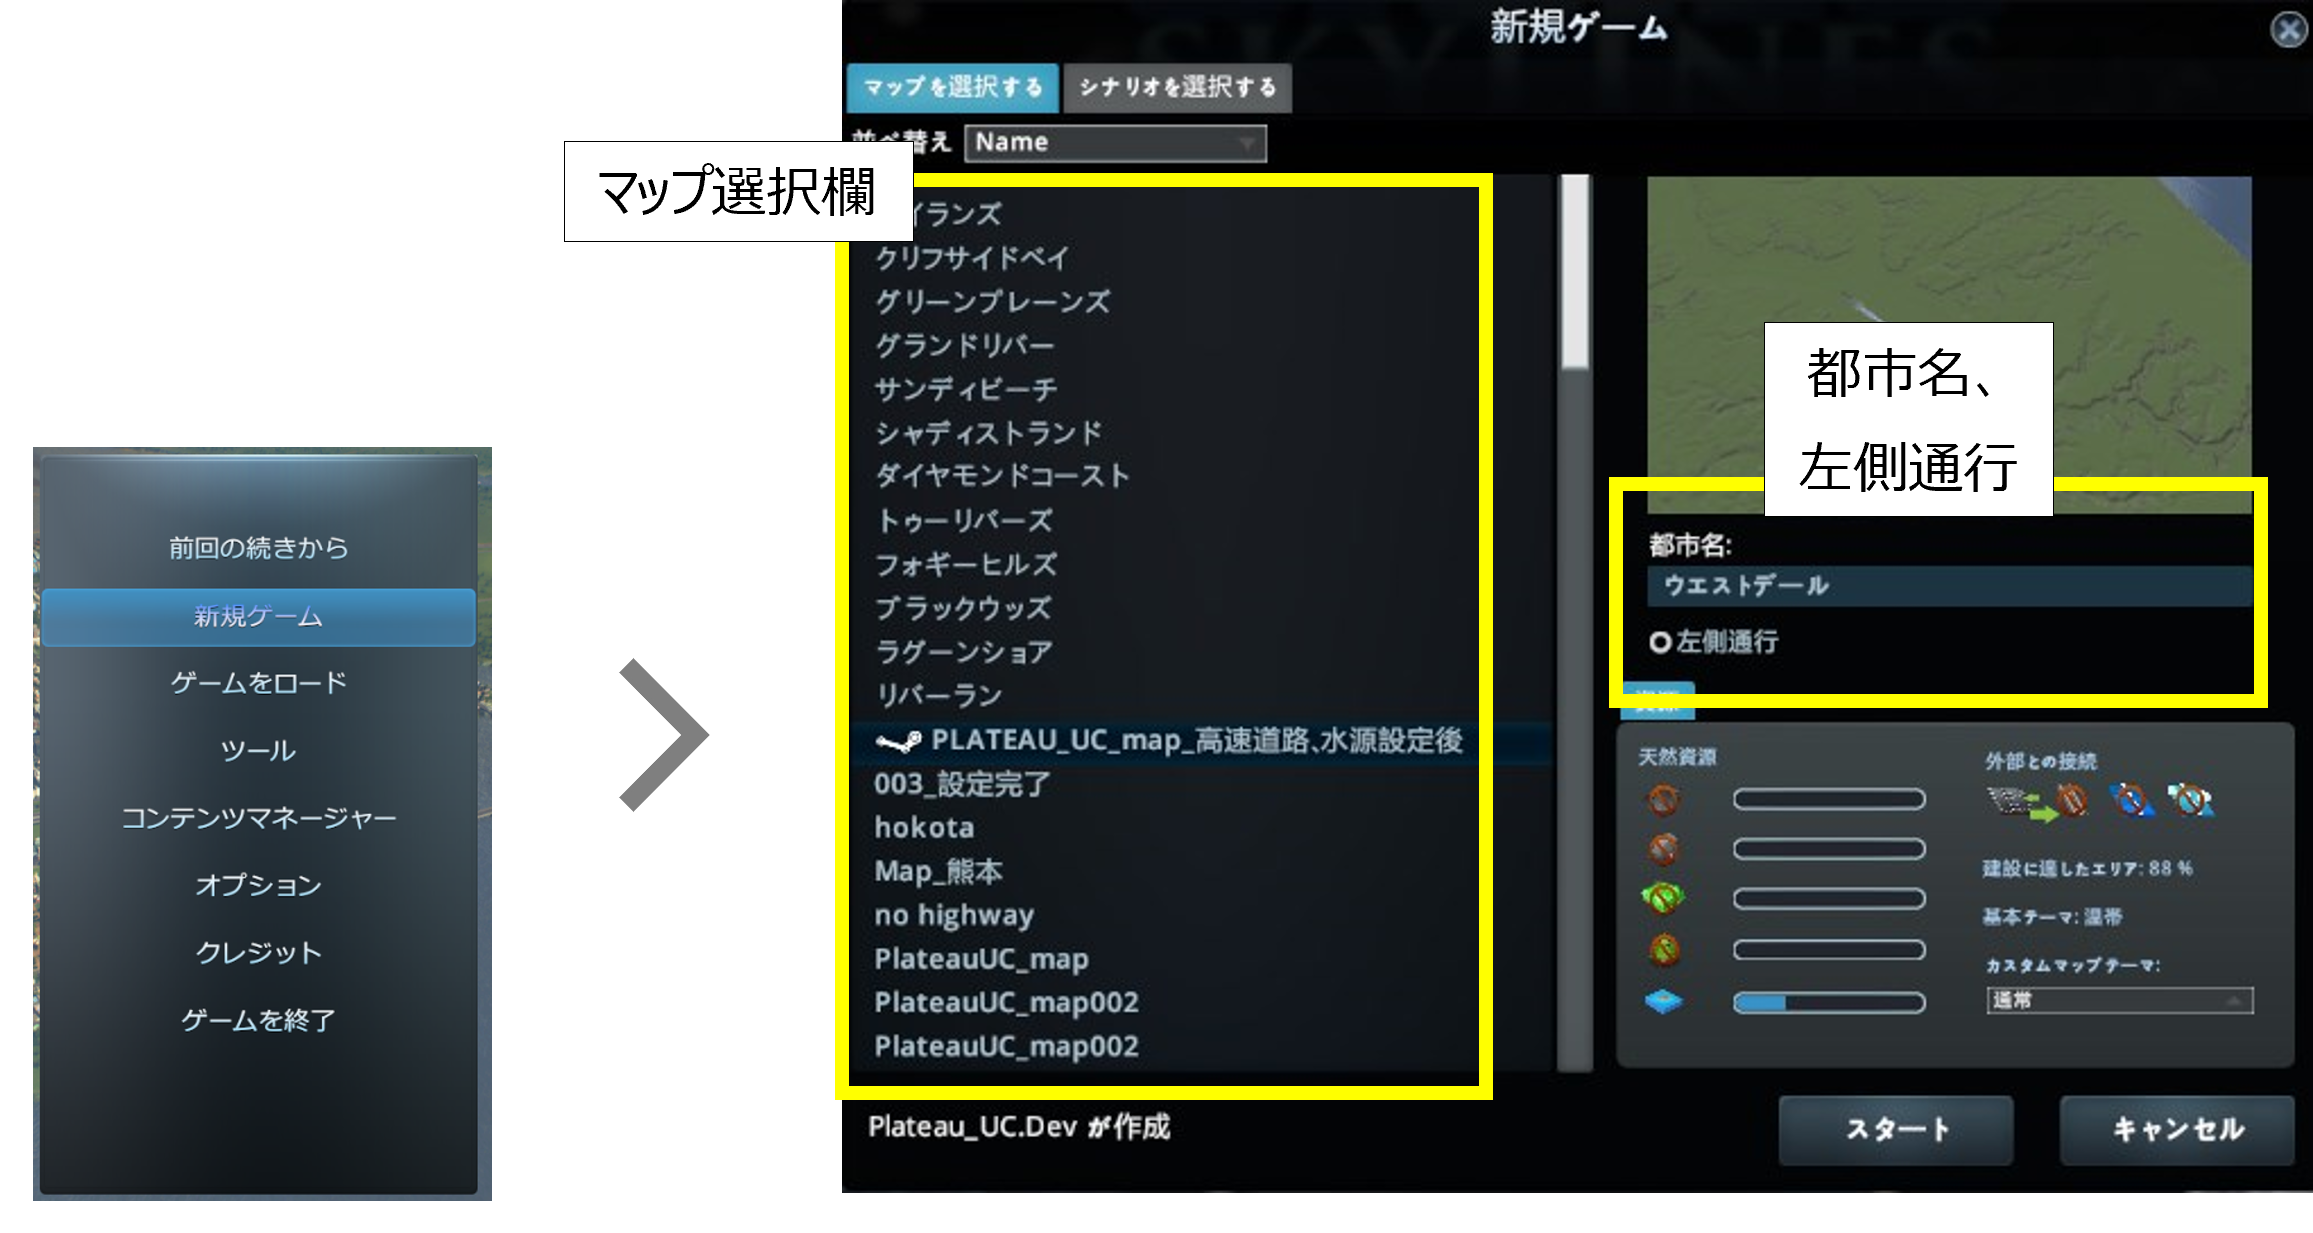 前回の続きから
新規ゲーム
ゲームをロード
ツール
コンテンツマネージャー
オプション
クレジット
ゲームを終了
新規ゲーム
マップを選択する
シナリオを選択する
並べ替え
Name
マップ選択欄
イランズ
クリフサイドベイ
グリーンプレーンズ
グランドリバー
サンディビーチ
シャディストランド
ダイヤモンドコースト
トゥーリバーズ
フォギーヒルズ
ブラックウッズ
ラグーンショア
リバーラン
PLATEAU_UC_map_高速道路、水源設定後
003_設定完了
hokota
Map_熊本
no highway
PlateauUC_map
PlateauUC_map002
PlateauUC_map002
Plateau_UC.Dev が作成
都市名、
左側通行
都市名:
ウエストデール
左側通行
資源
天然資源
外部との接続
建設に適したエリア: 88 %
基本テーマ: 温帯
カスタムマップテーマ:
通常
スタート
キャンセル